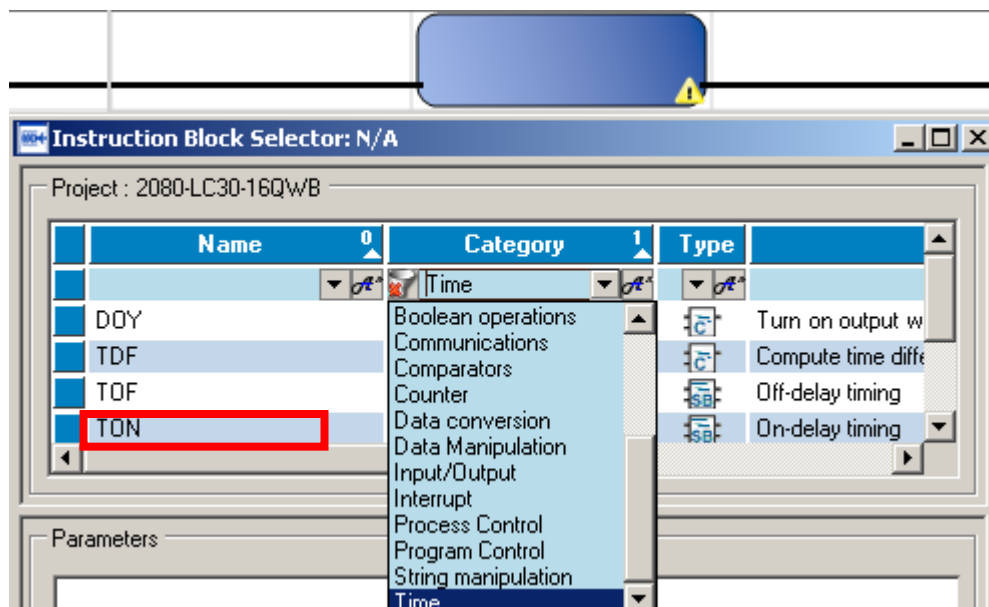 Instruction Block Selector: N/A
Project : 2080-LC30-16QWB
Name 0 Category 1 Type
Time
DOY Turn on output w
TDF Compute time diffe
TOF Off-delay timing
TON On-delay timing
Boolean operations
Communications
Comparators
Counter
Data conversion
Data Manipulation
Input/Output
Interrupt
Process Control
Program Control
String manipulation
Time
Parameters